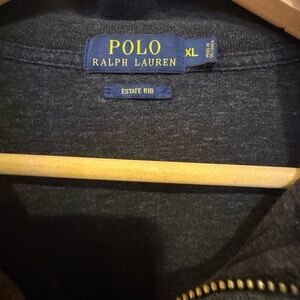 POLO
RALPH LAUREN
XL
ESTATE RIB